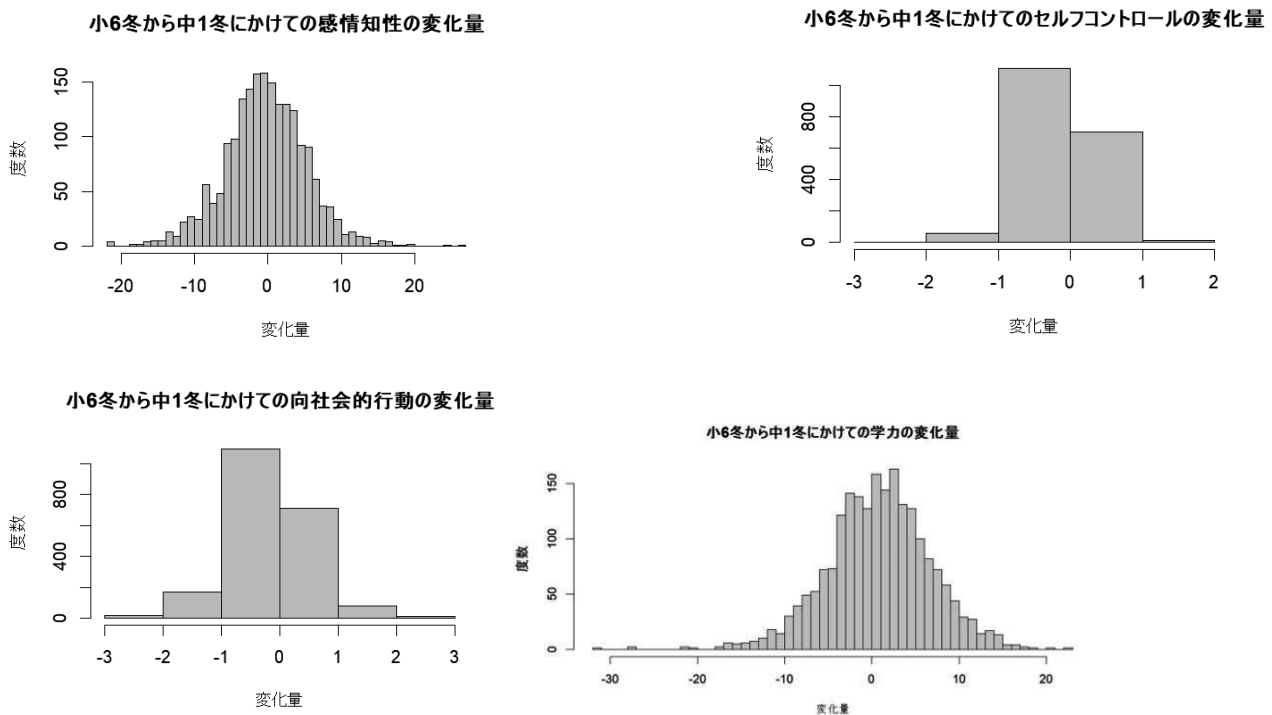 小6冬から中1冬にかけての感情知性の変化量
度数
150
100
50
0
-20 -10 0 10 20
変化量
小6冬から中1冬にかけてのセルフコントロールの変化量
度数
800
400
0
-3 -2 -1 0 1 2
変化量
小6冬から中1冬にかけての向社会的行動の変化量
度数
800
400
0
-3 -2 -1 0 1 2 3
変化量
小6冬から中1冬にかけての学力の変化量
度数
150
100
50
0
-30 -20 -10 0 10 20
変化量